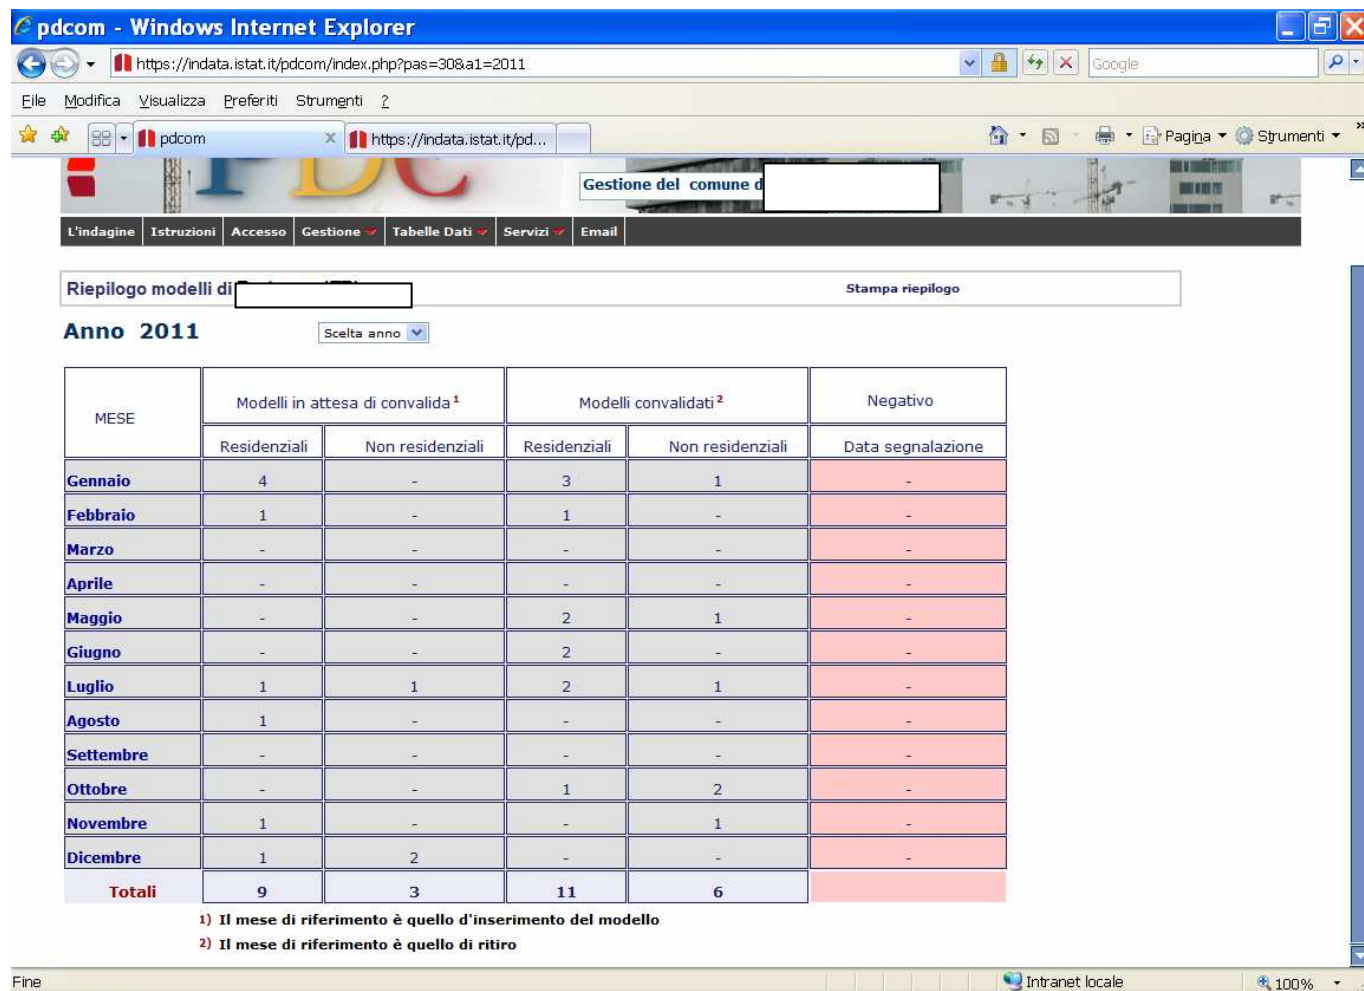 pdcom - Windows Internet Explorer
https://indata.istat.it/pdcom/index.php?pas=30&a1=2011
Google
File Modifica Visualizza Preferiti Strumenti ?
pdcom https://indata.istat.it/pd... Pagina Strumenti »
PDC
Gestione del comune d
L'indagine Istruzioni Accesso Gestione Tabelle Dati Servizi Email
Riepilogo modelli di Stampa riepilogo
Anno 2011 Scelta anno
MESE Modelli in attesa di convalida 1 Modelli convalidati 2 Negativo
Residenziali Non residenziali Residenziali Non residenziali Data segnalazione
Gennaio 4 - 3 1 -
Febbraio 1 - 1 - -
Marzo - - - - -
Aprile - - - - -
Maggio - - 2 1 -
Giugno - - 2 - -
Luglio 1 1 2 1 -
Agosto 1 - - - -
Settembre - - - - -
Ottobre - - 1 2 -
Novembre 1 - - 1 -
Dicembre 1 2 - - -
Totali 9 3 11 6
1) Il mese di riferimento è quello d'inserimento del modello
2) Il mese di riferimento è quello di ritiro
Fine Intranet locale 100%